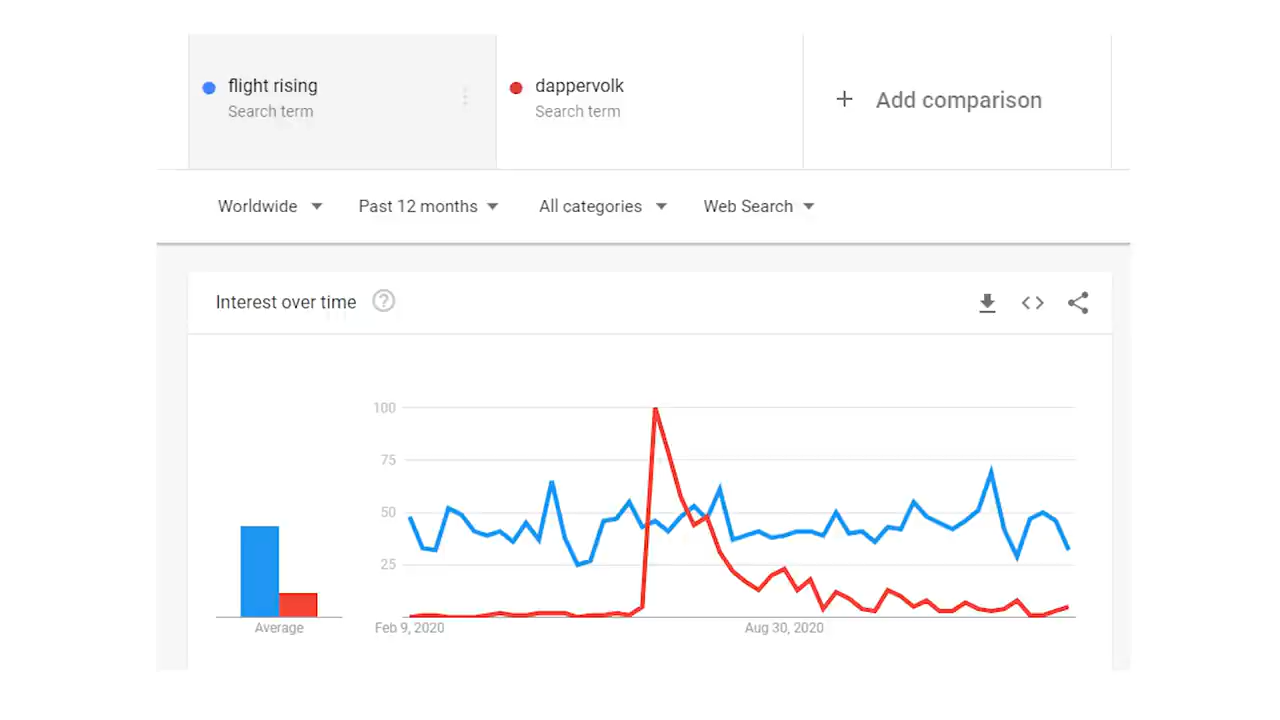 flight rising
Search term
dappervolk
Search term
+ Add comparison
Worldwide
Past 12 months
All categories
Web Search
Interest over time ?
100
75
50
25
Average
Feb 9, 2020
Aug 30, 2020